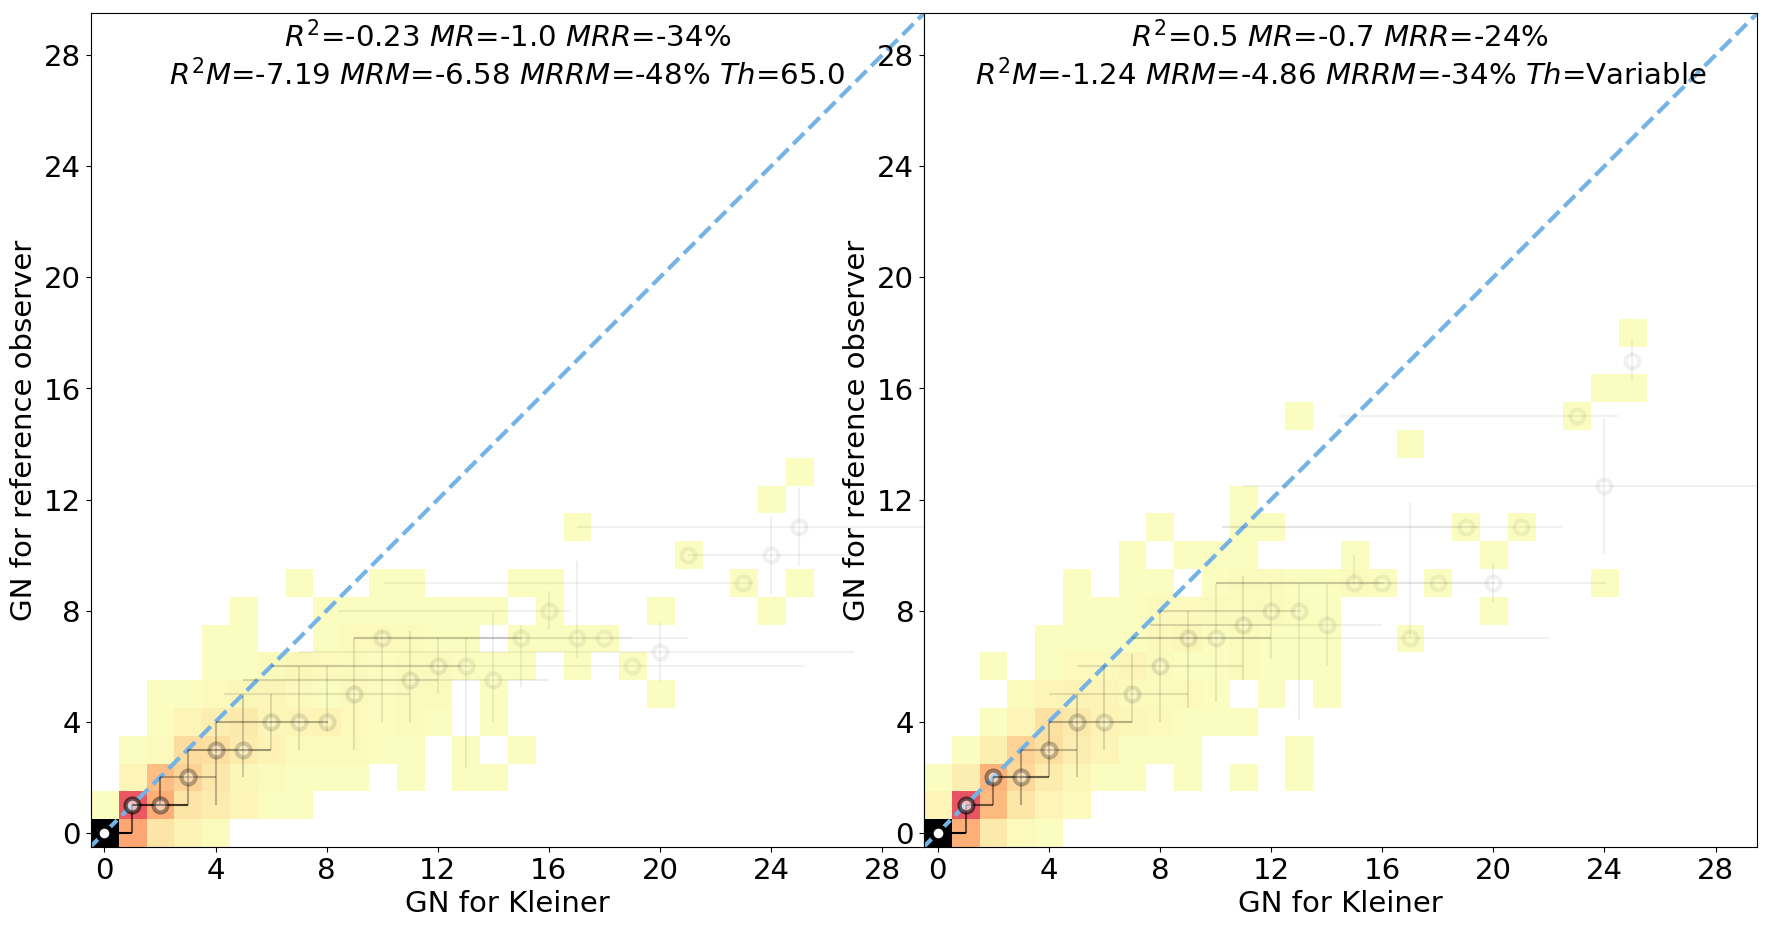 R²=-0.23 MR=-1.0 MRR=-34%
R²M=-7.19 MRM=-6.58 MRRM=-48% Th=65.0
28
24
20
16
12
8
4
0
GN for reference observer
0 4 8 12 16 20 24 28
GN for Kleiner
R²=0.5 MR=-0.7 MRR=-24%
R²M=-1.24 MRM=-4.86 MRRM=-34% Th=Variable
28
24
20
16
12
8
4
0
GN for reference observer
0 4 8 12 16 20 24 28
GN for Kleiner